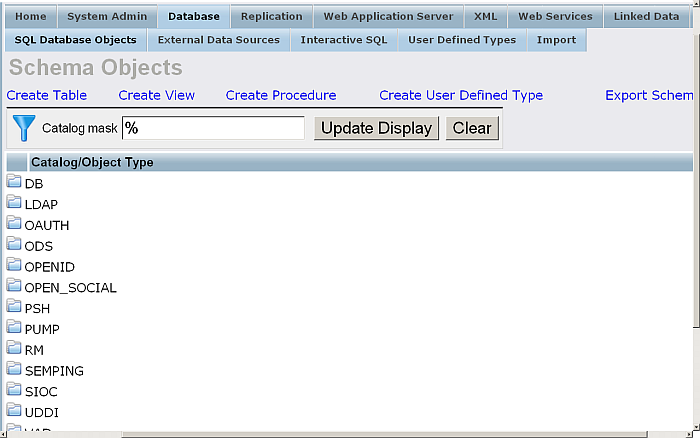 Home System Admin Database Replication Web Application Server XML Web Services Linked Data
SQL Database Objects External Data Sources Interactive SQL User Defined Types Import
Schema Objects
Create Table Create View Create Procedure Create User Defined Type Export Schem
Catalog mask % Update Display Clear
Catalog/Object Type
DB
LDAP
OAUTH
ODS
OPENID
OPEN_SOCIAL
PSH
PUMP
RM
SEMPING
SIOC
UDDI